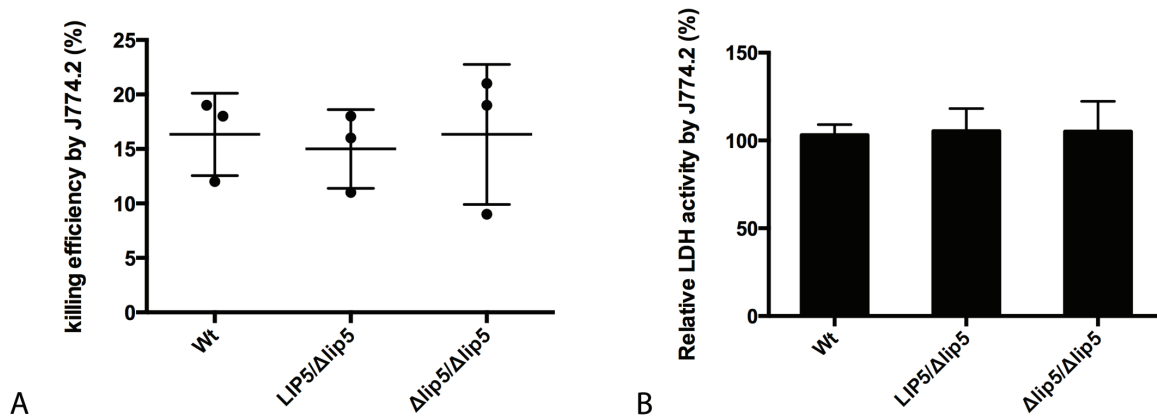 killing efficiency by J774.2 (%)
25
20
15
10
5
0
Wt
LIP5/Δlip5
Δlip5/Δlip5
A
Relative LDH activity by J774.2 (%)
150
100
50
0
Wt
LIP5/Δlip5
Δlip5/Δlip5
B